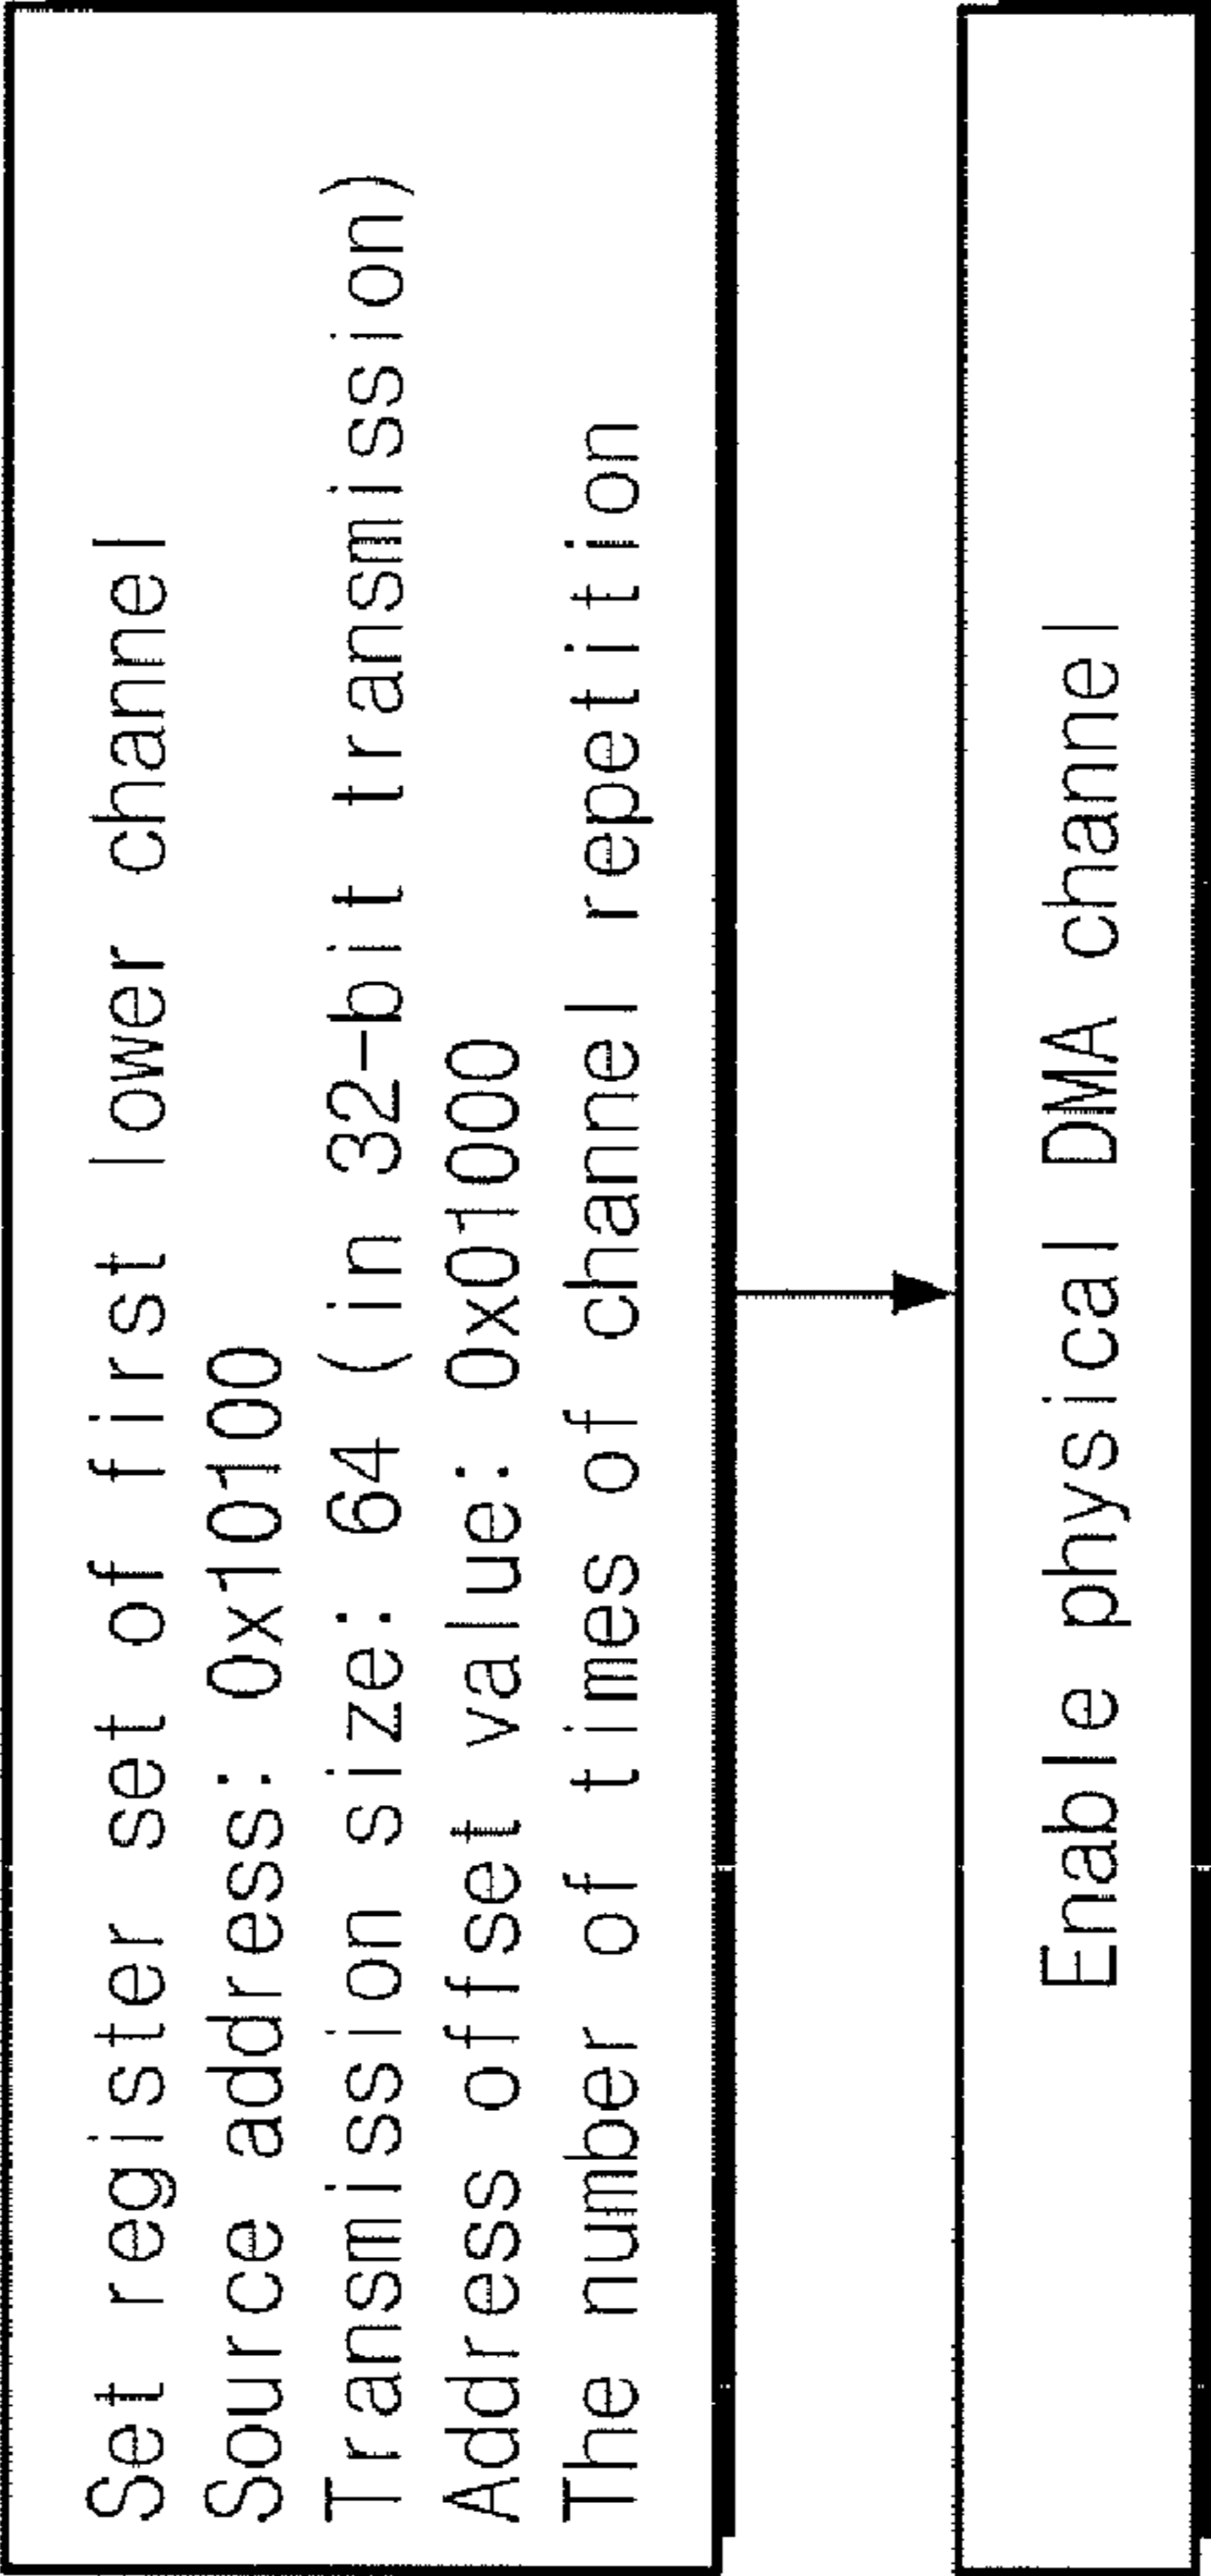 Set register set of first lower channel
Source address: 0x10100
Transmission size: 64 (in 32-bit transmission)
Address offset value: 0x01000
The number of times of channel repetition
Enable physical DMA channel